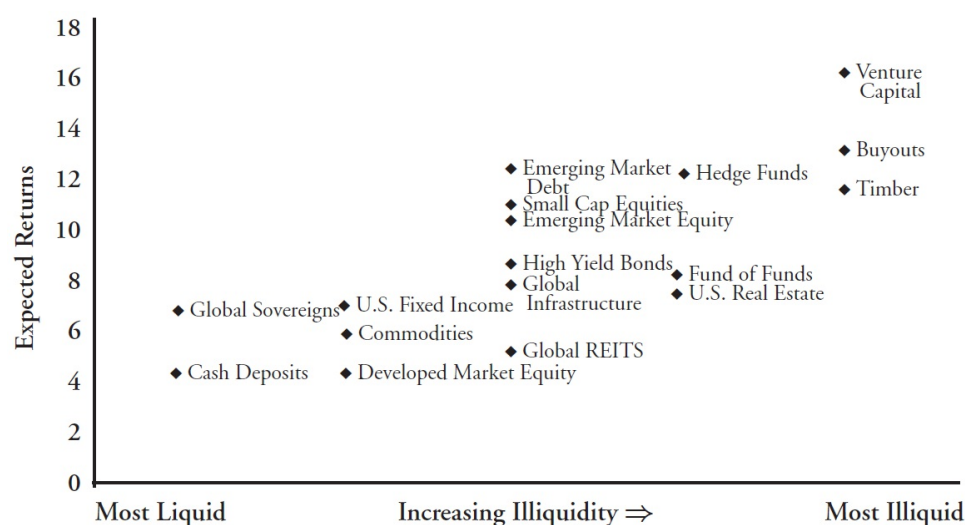 18
16
14
12
10
8
6
4
2
0
Expected Returns
Venture
Capital
Buyouts
Timber
Emerging Market
Debt
Hedge Funds
Small Cap Equities
Emerging Market Equity
High Yield Bonds
Global
Infrastructure
Fund of Funds
U.S. Real Estate
Global Sovereigns
U.S. Fixed Income
Commodities
Global REITS
Cash Deposits
Developed Market Equity
Most Liquid
Increasing Illiquidity ⇒
Most Illiquid